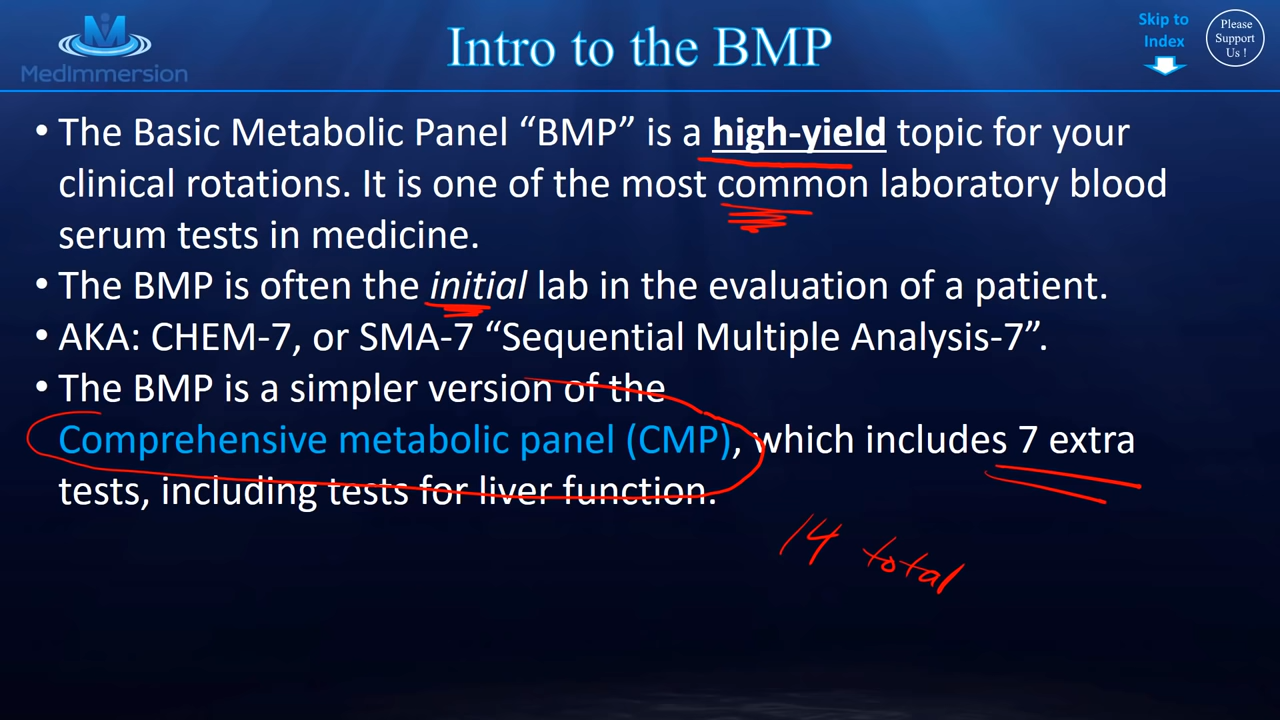 MedImmersion
Intro to the BMP
Skip to
Index
Please
Support
Us !
• The Basic Metabolic Panel “BMP” is a high-yield topic for your
clinical rotations. It is one of the most common laboratory blood
serum tests in medicine.
• The BMP is often the initial lab in the evaluation of a patient.
• AKA: CHEM-7, or SMA-7 “Sequential Multiple Analysis-7”.
• The BMP is a simpler version of the
Comprehensive metabolic panel (CMP), which includes 7 extra
tests, including tests for liver function.
14 total